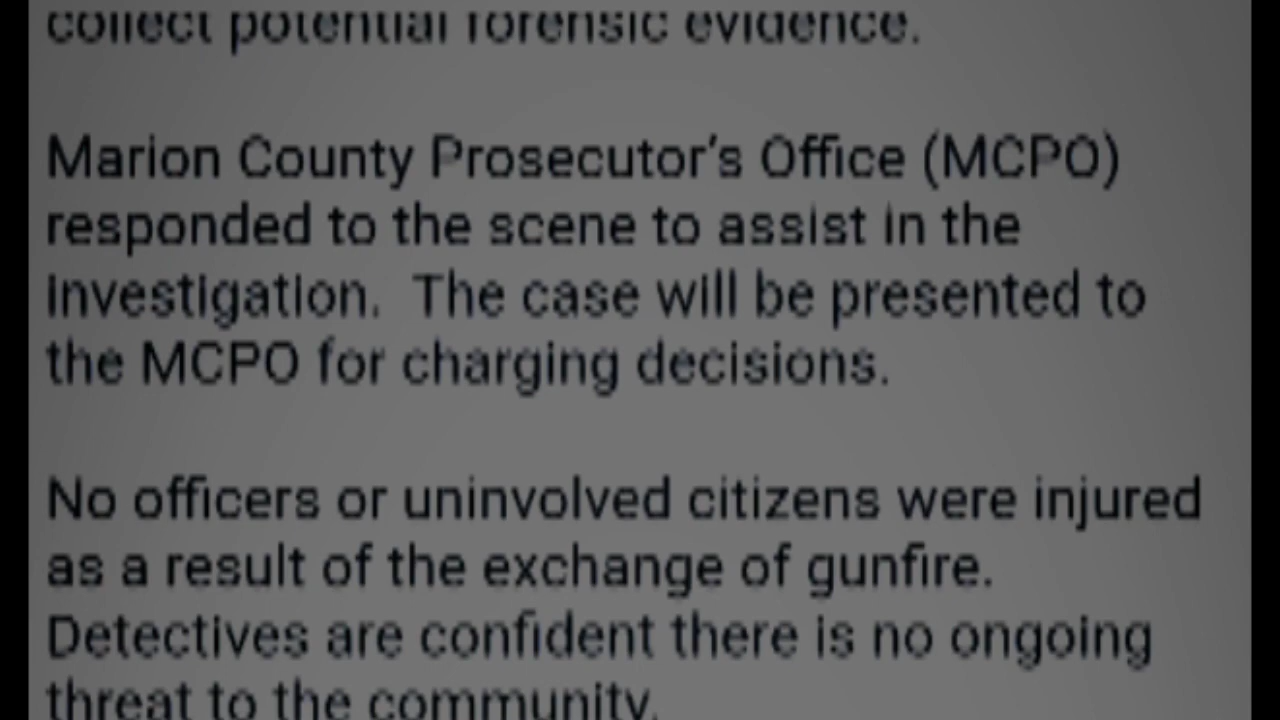 collect potential forensic evidence.
Marion County Prosecutor's Office (MCPO)
responded to the scene to assist in the
investigation.  The case will be presented to
the MCPO for charging decisions.
No officers or uninvolved citizens were injured
as a result of the exchange of gunfire.
Detectives are confident there is no ongoing
threat to the community.